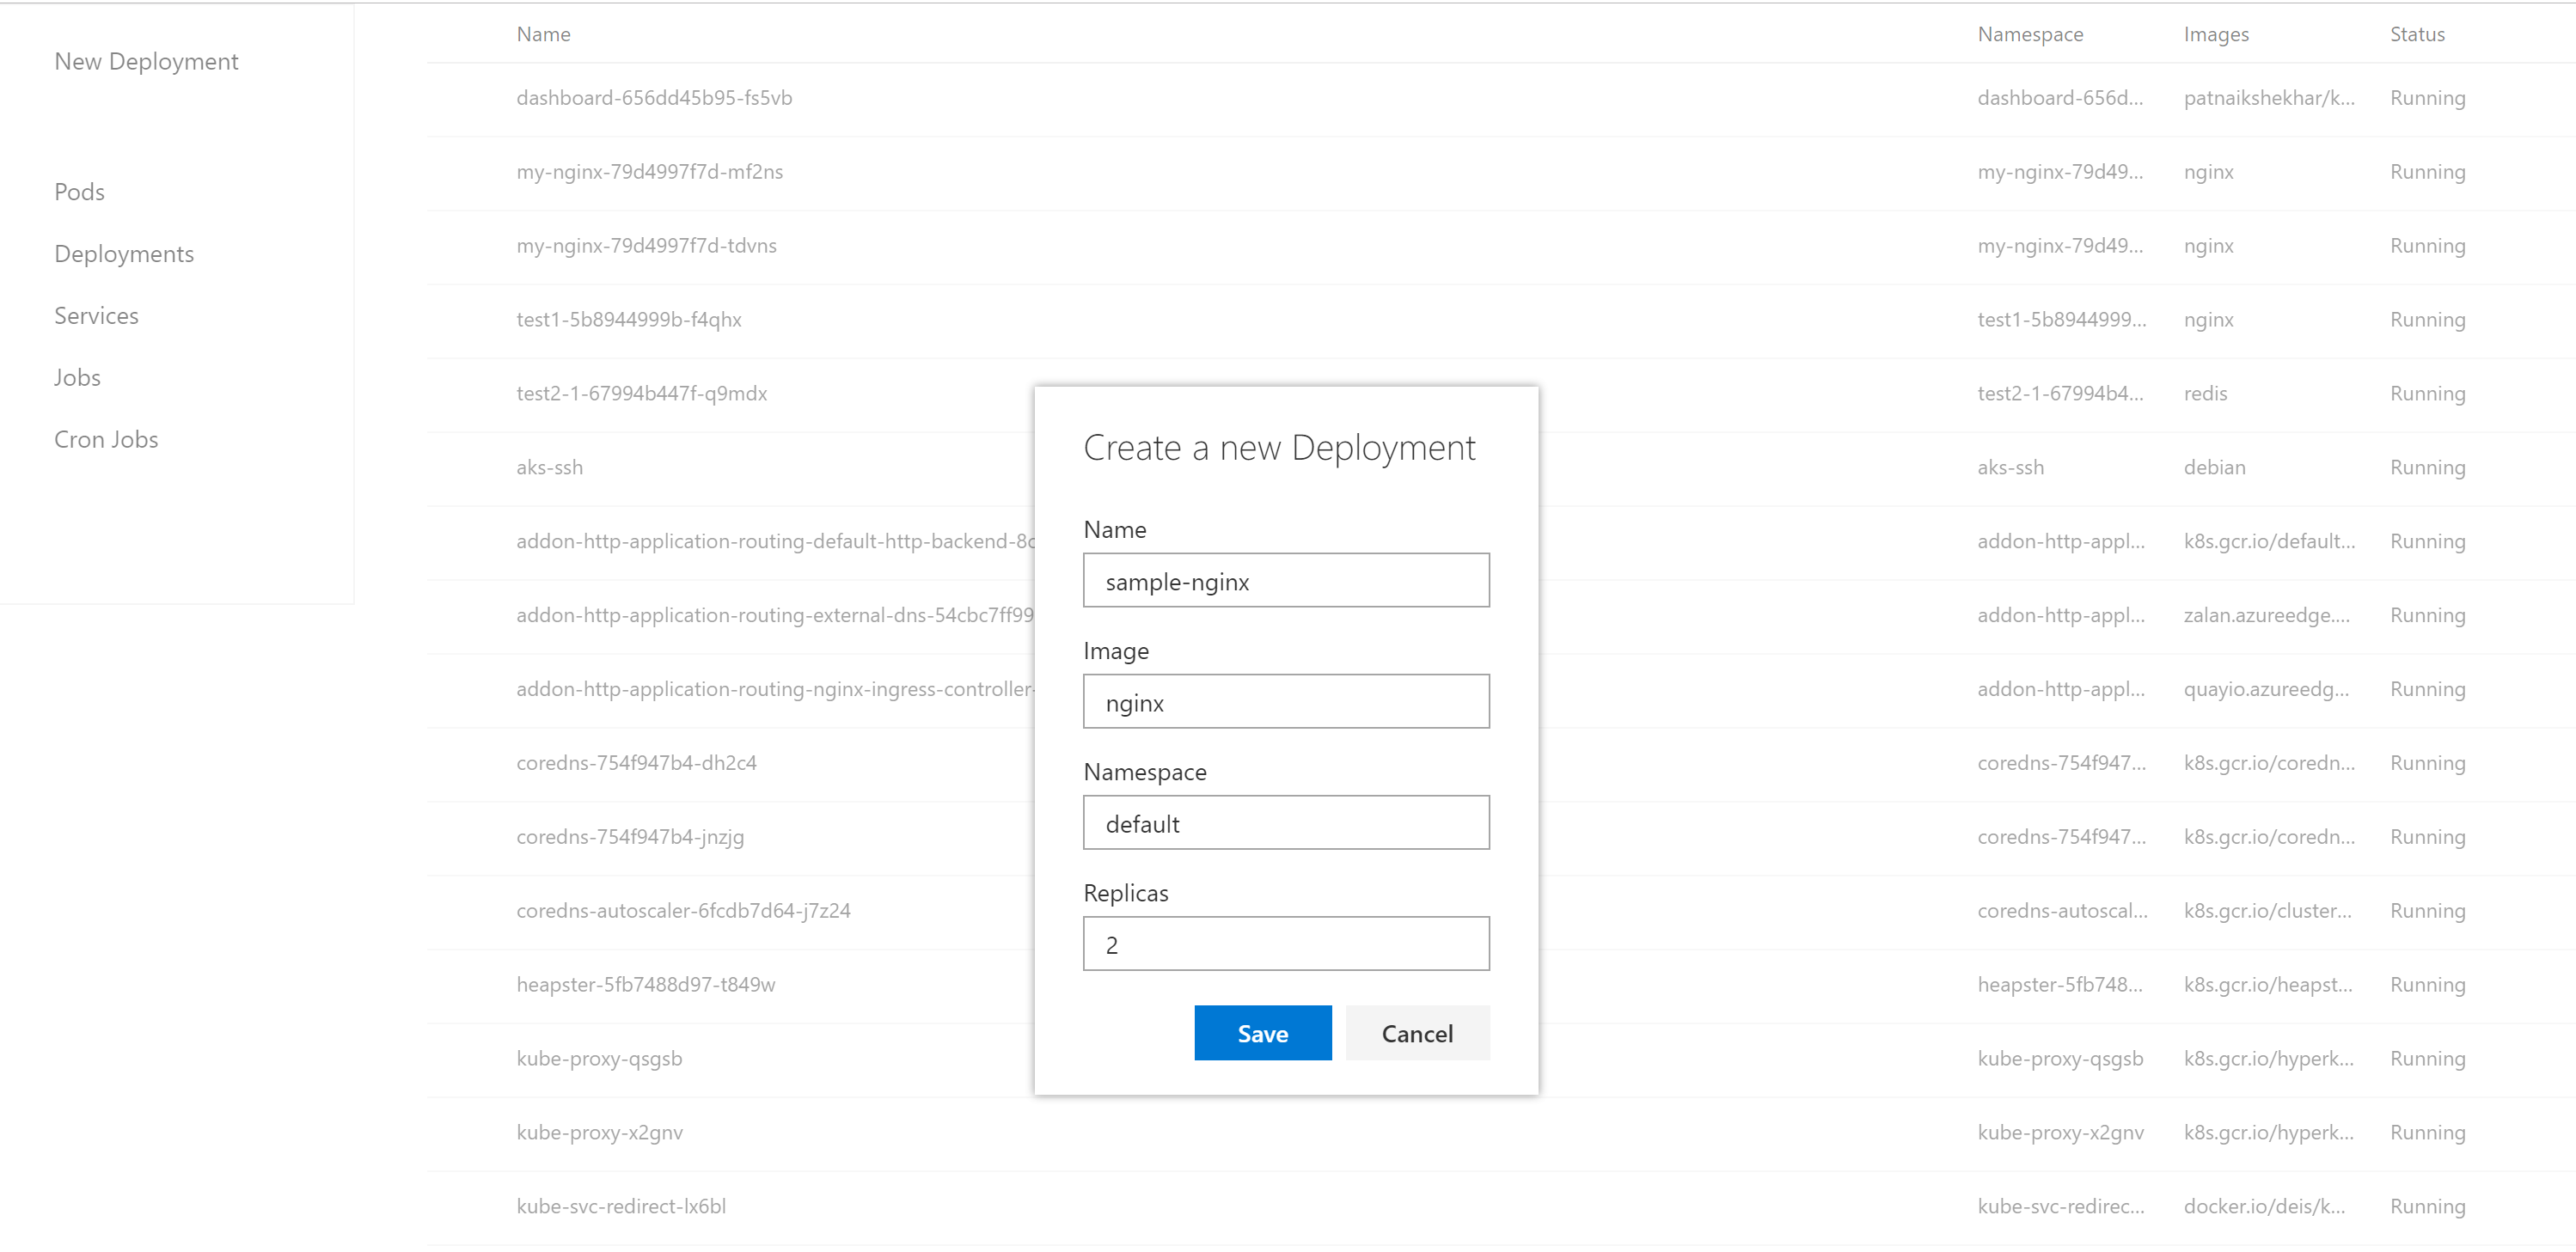 New Deployment
Pods
Deployments
Services
Jobs
Cron Jobs
Name Namespace Images Status
dashboard-656dd45b95-fs5vb dashboard-656d... patnaikshekhar/k... Running
my-nginx-79d4997f7d-mf2ns my-nginx-79d49... nginx Running
my-nginx-79d4997f7d-tdvns my-nginx-79d49... nginx Running
test1-5b8944999b-f4qhx test1-5b8944999... nginx Running
test2-1-67994b447f-q9mdx test2-1-67994b4... redis Running
aks-ssh aks-ssh debian Running
addon-http-application-routing-default-http-backend-8c addon-http-appl... k8s.gcr.io/default... Running
addon-http-application-routing-external-dns-54cbc7ff99 addon-http-appl... zalan.azureedge.... Running
addon-http-application-routing-nginx-ingress-controller- addon-http-appl... quayio.azureedg... Running
coredns-754f947b4-dh2c4 coredns-754f947... k8s.gcr.io/coredn... Running
coredns-754f947b4-jnzjg coredns-754f947... k8s.gcr.io/coredn... Running
coredns-autoscaler-6fcdb7d64-j7z24 coredns-autoscal... k8s.gcr.io/cluster... Running
heapster-5fb7488d97-t849w heapster-5fb748... k8s.gcr.io/heapst... Running
kube-proxy-qsgsb kube-proxy-qsgsb k8s.gcr.io/hyperk... Running
kube-proxy-x2gnv kube-proxy-x2gnv k8s.gcr.io/hyperk... Running
kube-svc-redirect-lx6bl kube-svc-redirec... docker.io/deis/k... Running
Create a new Deployment
Name
sample-nginx
Image
nginx
Namespace
default
Replicas
2
Save Cancel